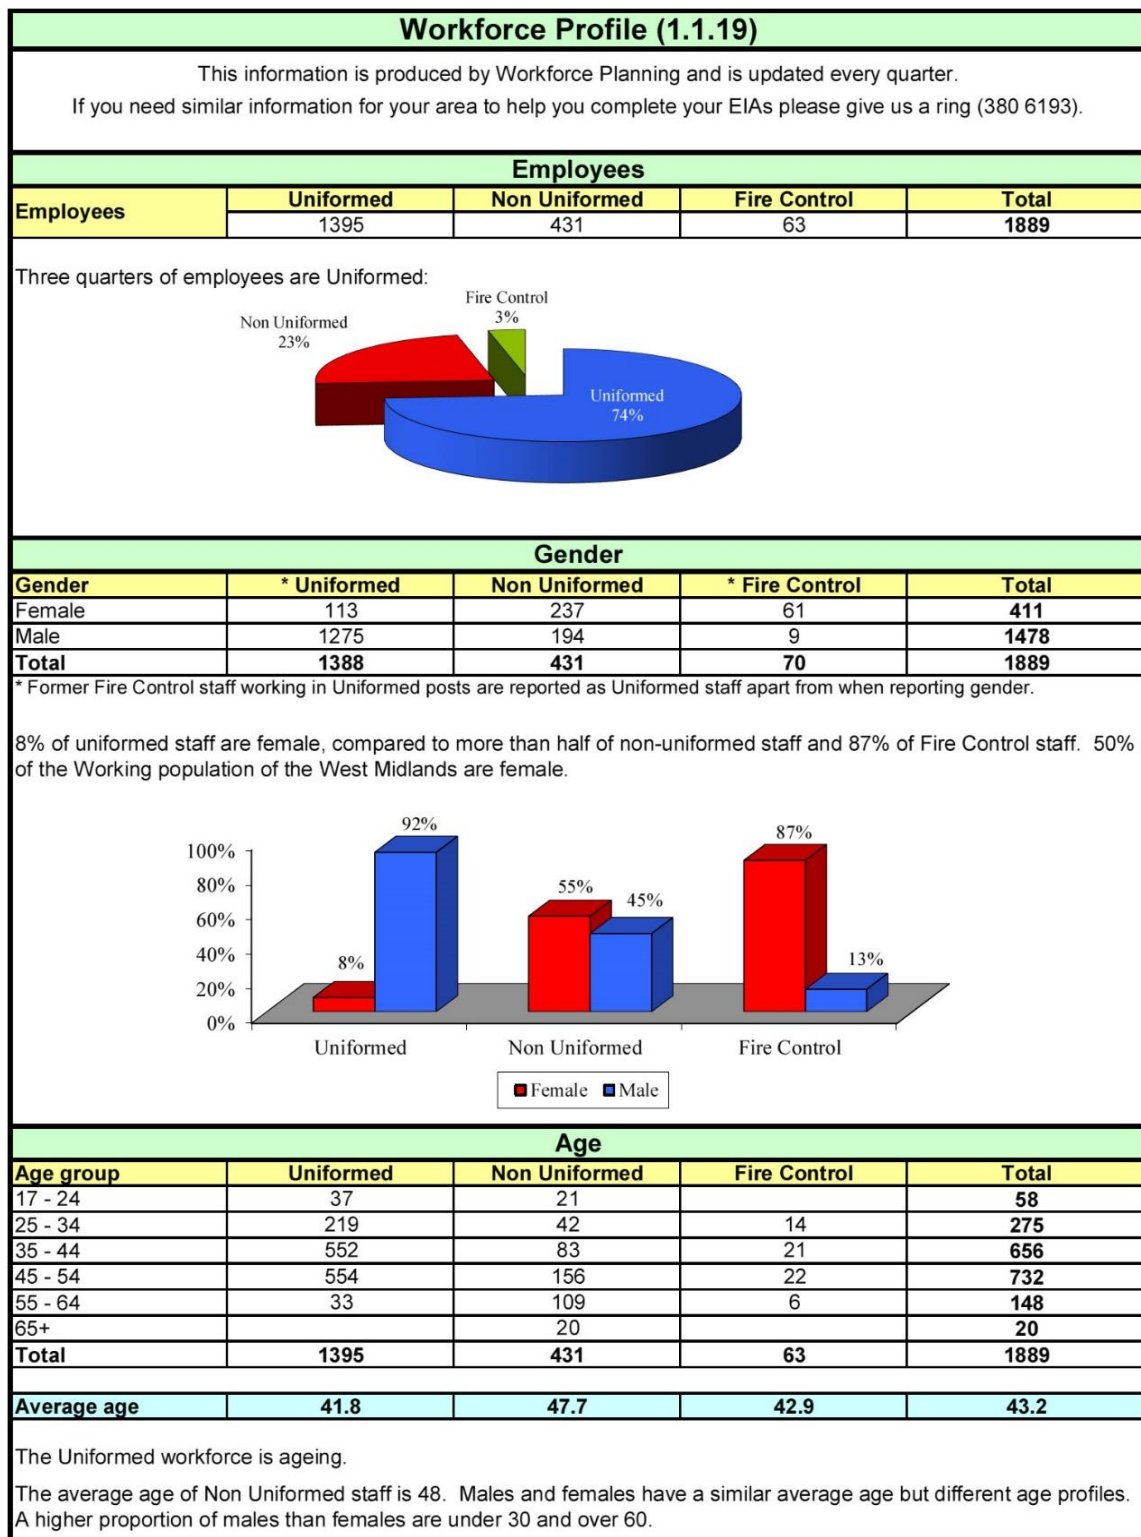 Workforce Profile (1.1.19)
This information is produced by Workforce Planning and is updated every quarter.
If you need similar information for your area to help you complete your EIAs please give us a ring (380 6193).
Employees
Employees Uniformed Non Uniformed Fire Control Total
1395 431 63 1889
Three quarters of employees are Uniformed:
Fire Control
3%
Non Uniformed
23%
Uniformed
74%
Gender
Gender * Uniformed Non Uniformed * Fire Control Total
Female 113 237 61 411
Male 1275 194 9 1478
Total 1388 431 70 1889
* Former Fire Control staff working in Uniformed posts are reported as Uniformed staff apart from when reporting gender.
8% of uniformed staff are female, compared to more than half of non-uniformed staff and 87% of Fire Control staff. 50%
of the Working population of the West Midlands are female.
92% 87%
100%
80%
55% 45%
60%
40%
8% 13%
20%
0%
Uniformed Non Uniformed Fire Control
Female Male
Age
Age group Uniformed Non Uniformed Fire Control Total
17 - 24 37 21 58
25 - 34 219 42 14 275
35 - 44 552 83 21 656
45 - 54 554 156 22 732
55 - 64 33 109 6 148
65+ 20 20
Total 1395 431 63 1889
Average age 41.8 47.7 42.9 43.2
The Uniformed workforce is ageing.
The average age of Non Uniformed staff is 48. Males and females have a similar average age but different age profiles.
A higher proportion of males than females are under 30 and over 60.